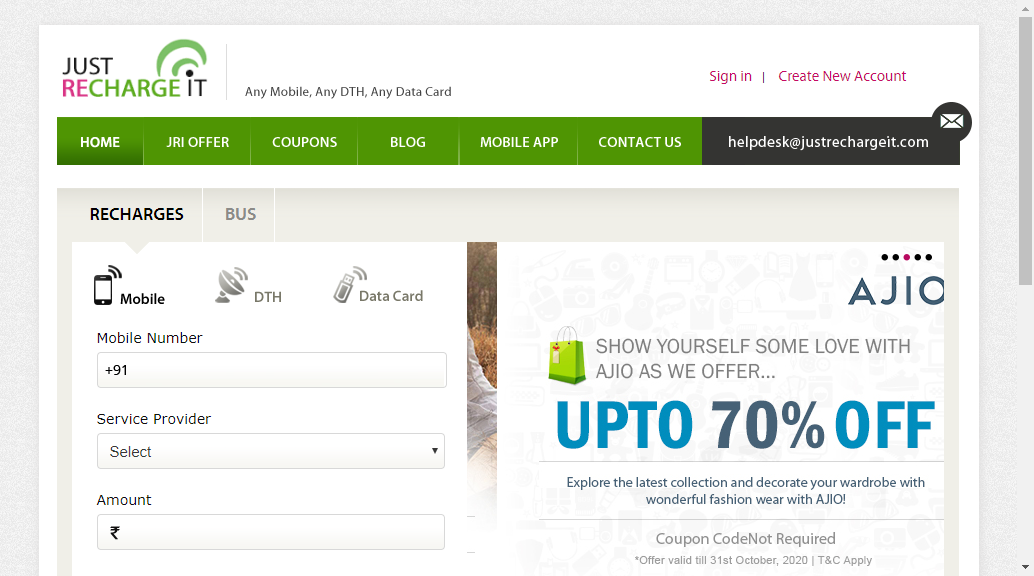 JUST
RECHARGE IT
Any Mobile, Any DTH, Any Data Card
Sign in | Create New Account
HOME JRI OFFER COUPONS BLOG MOBILE APP CONTACT US helpdesk@justrechargeit.com
RECHARGES BUS
Mobile DTH Data Card
Mobile Number
+91
Service Provider
Select
Amount
₹
AJIO
SHOW YOURSELF SOME LOVE WITH
AJIO AS WE OFFER...
UPTO 70% OFF
Explore the latest collection and decorate your wardrobe with
wonderful fashion wear with AJIO!
Coupon CodeNot Required
*Offer valid till 31st October, 2020 | T&C Apply